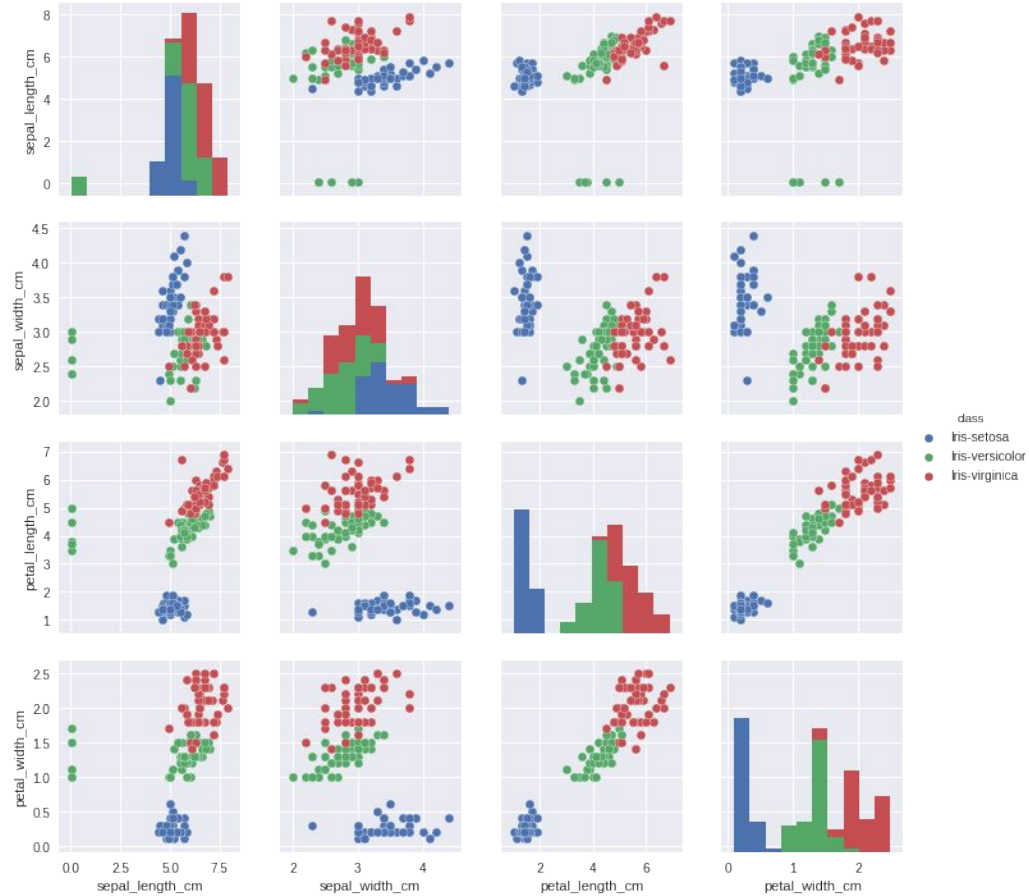 8
6
4
2
0
sepal_length_cm
4.5
4.0
3.5
3.0
2.5
2.0
sepal_width_cm
class
Iris-setosa
Iris-versicolor
Iris-virginica
7
6
5
4
3
2
1
petal_length_cm
2.5
2.0
1.5
1.0
0.5
0.0
petal_width_cm
0.0 2.5 5.0 7.5
sepal_length_cm
2 3 4
sepal_width_cm
2 4 6
petal_length_cm
0 1 2
petal_width_cm